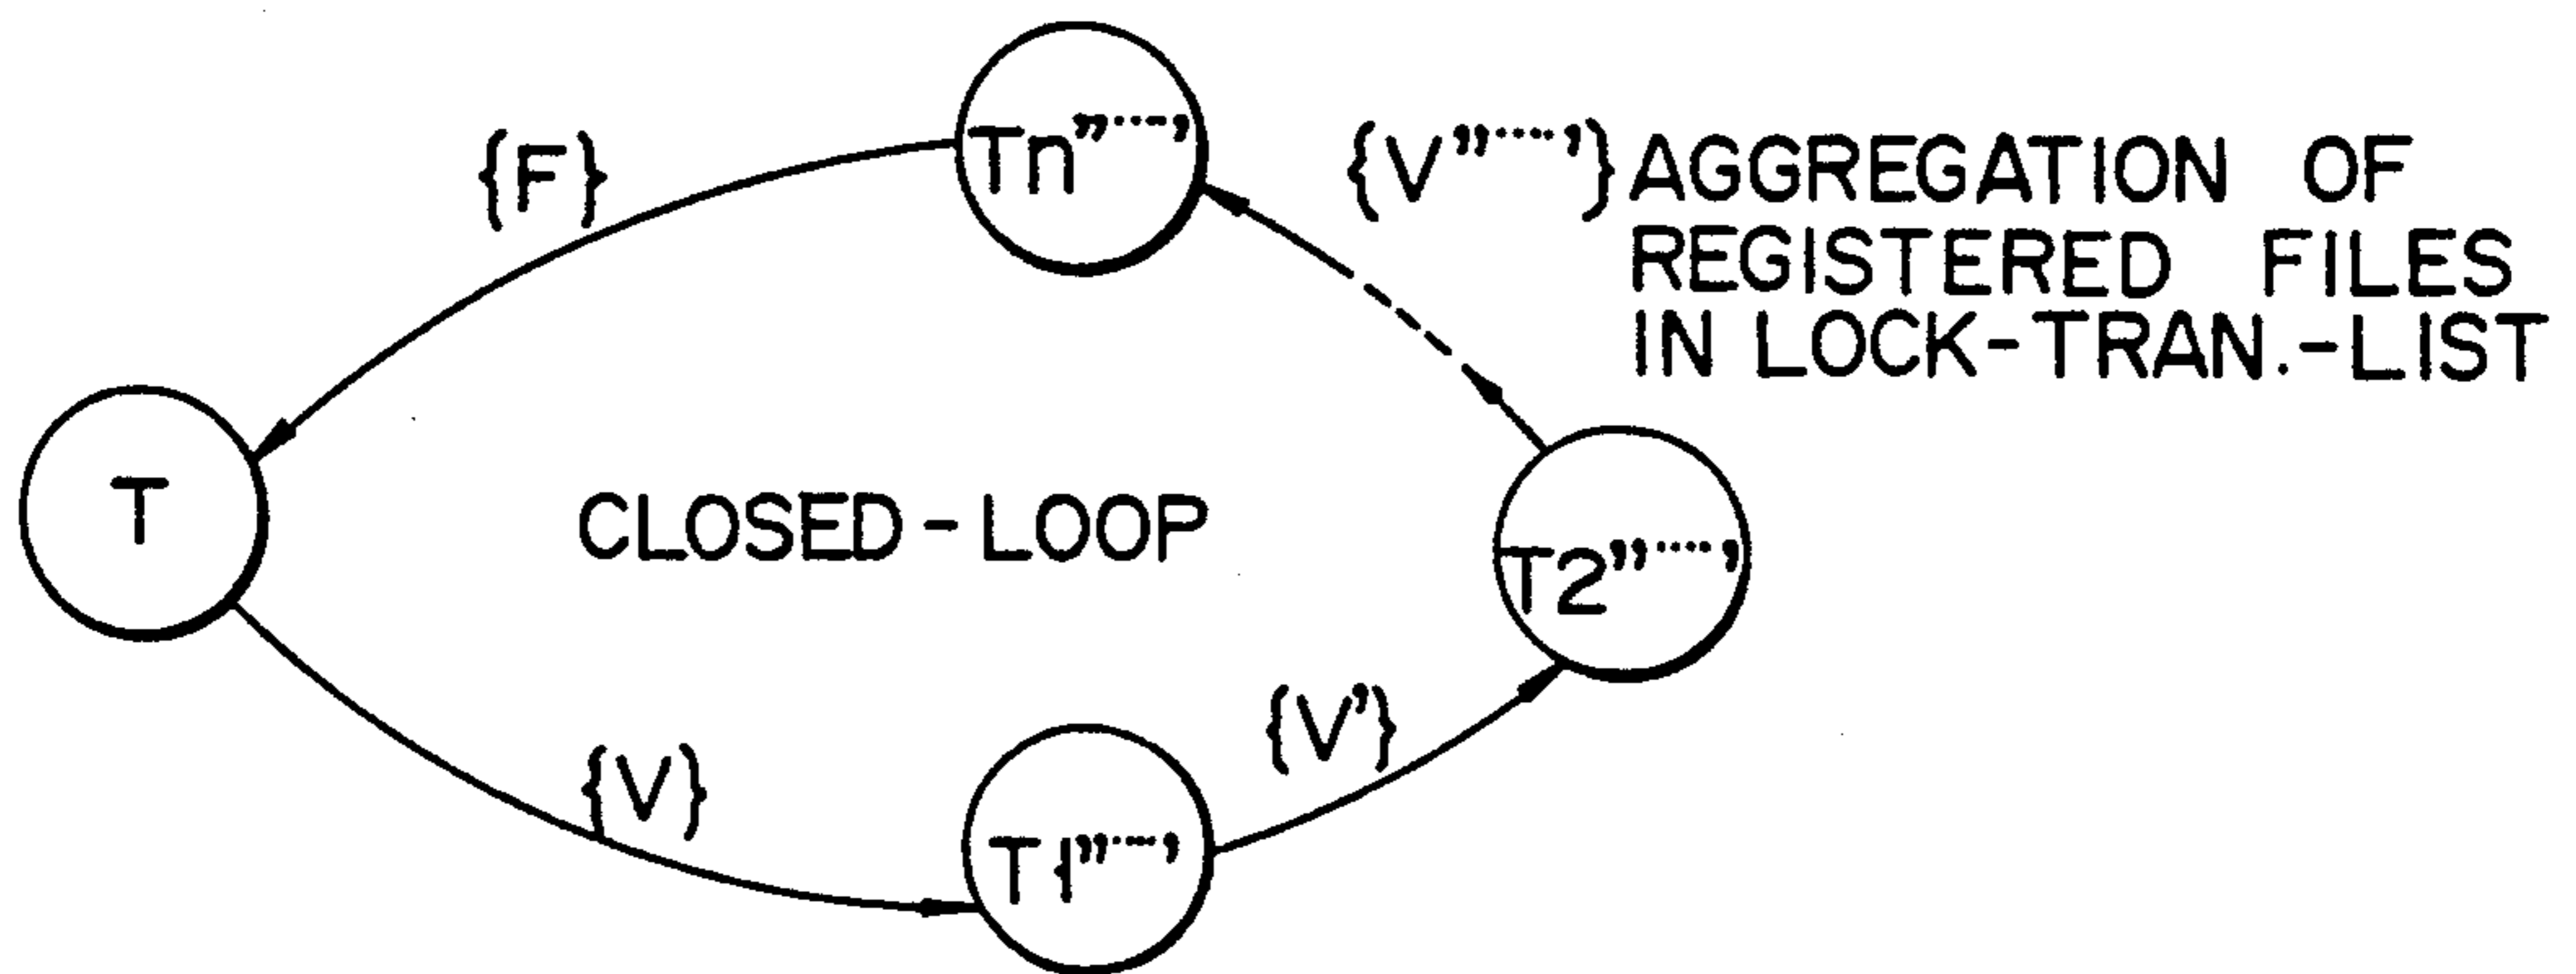 Tn"·····'
{F}
{V"·····'} AGGREGATION OF
REGISTERED FILES
IN LOCK-TRAN.-LIST
T
CLOSED-LOOP
T2"·····'
{V'}
{V}
T1"·····'